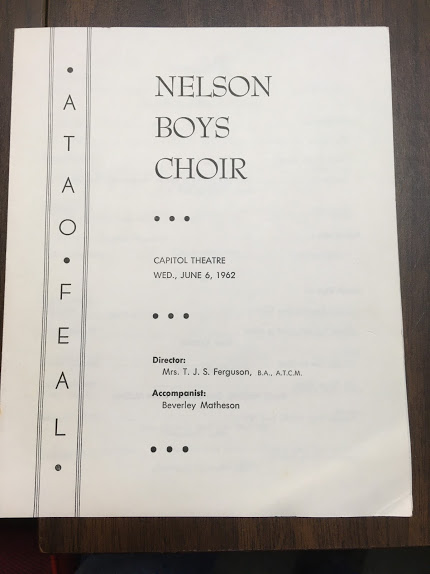 • ATAO • FEAL •
NELSON
BOYS
CHOIR
• • •
CAPITOL THEATRE
WED., JUNE 6, 1962
• • •
Director:
Mrs. T. J. S. Ferguson, B.A., A.T.C.M.
Accompanist:
Beverley Matheson
• • •